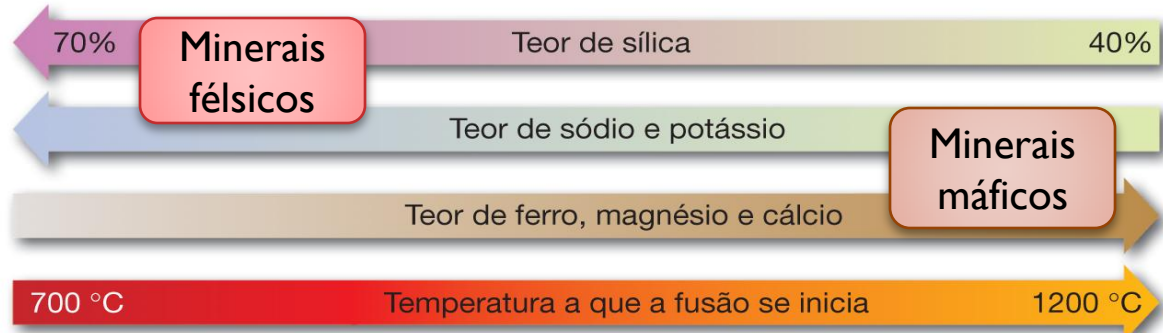 70% Teor de sílica 40%
Minerais
félsicos
Teor de sódio e potássio
Minerais
máficos
Teor de ferro, magnésio e cálcio
700 °C Temperatura a que a fusão se inicia 1200 °C